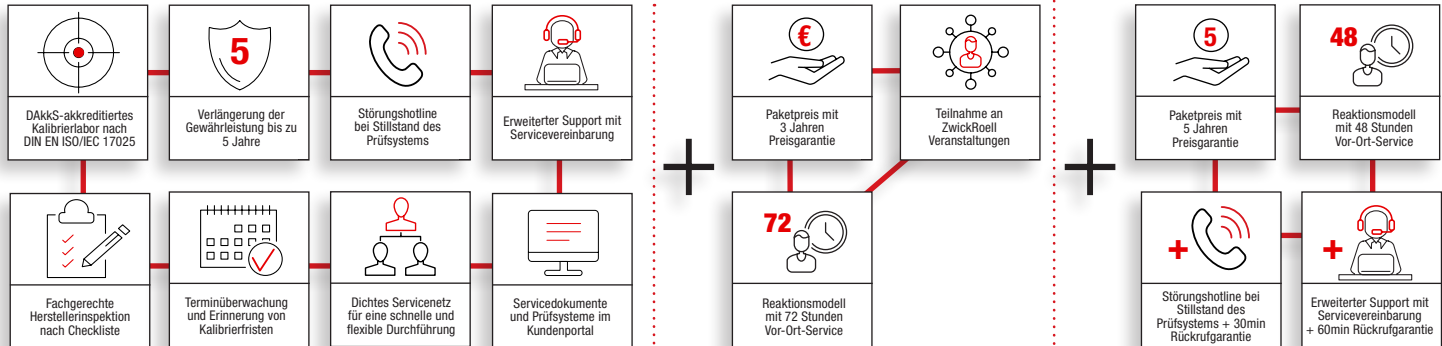 DAkkS-akkreditiertes
Kalibrierlabor nach
DIN EN ISO/IEC 17025
5
Verlängerung der
Gewährleistung bis zu
5 Jahre
Störungshotline
bei Stillstand des
Prüfsystems
Erweiterter Support mit
Servicevereinbarung
Fachgerechte
Herstellerinspektion
nach Checkliste
Terminüberwachung
und Erinnerung von
Kalibrierfristen
Dichtes Servicenetz
für eine schnelle und
flexible Durchführung
Servicedokumente
und Prüfsysteme im
Kundenportal
+
€
Paketpreis mit
3 Jahren
Preisgarantie
Teilnahme an
ZwickRoell
Veranstaltungen
72
Reaktionsmodell
mit 72 Stunden
Vor-Ort-Service
+
5
Paketpreis mit
5 Jahren
Preisgarantie
48
Reaktionsmodell
mit 48 Stunden
Vor-Ort-Service
+
Störungshotline bei
Stillstand des
Prüfsystems + 30min
Rückrufgarantie
+
Erweiterter Support mit
Servicevereinbarung
+ 60min Rückrufgarantie